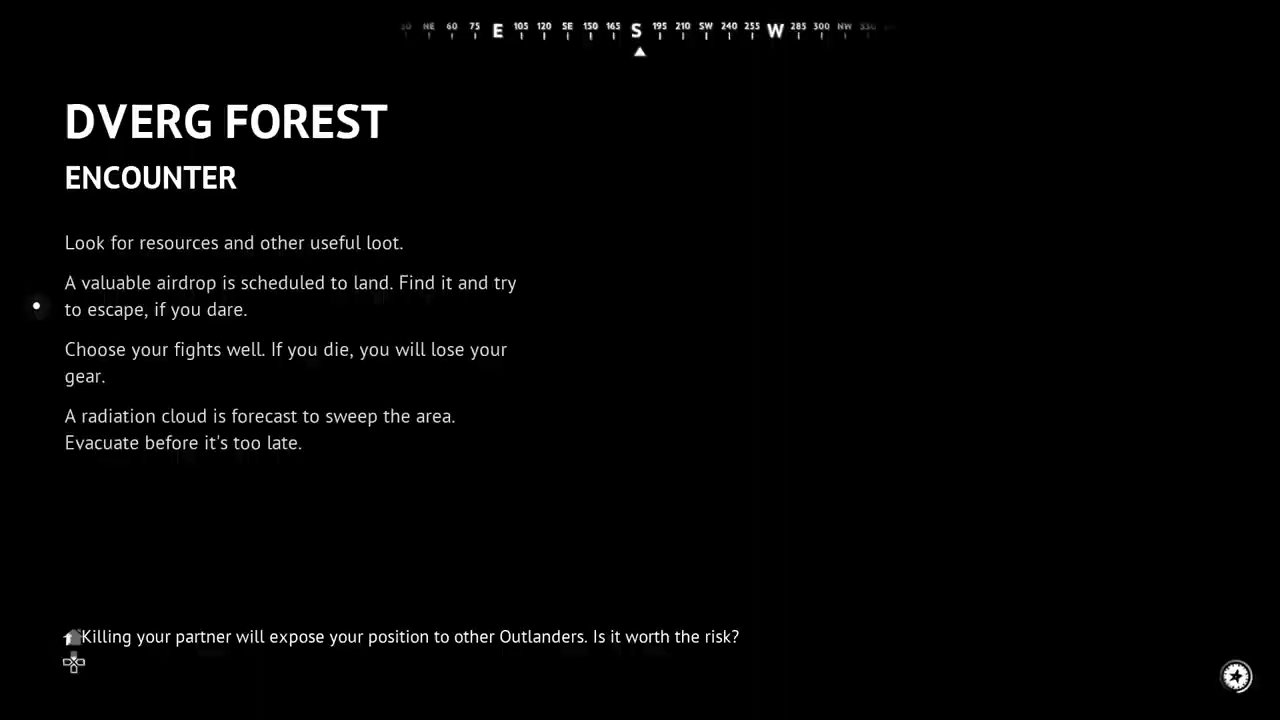 NE 60 75 E 105 120 SE 150 165 S 195 210 SW 240 255 W 285 300 NW 330
DVERG FOREST
ENCOUNTER
Look for resources and other useful loot.
A valuable airdrop is scheduled to land. Find it and try
to escape, if you dare.
Choose your fights well. If you die, you will lose your
gear.
A radiation cloud is forecast to sweep the area.
Evacuate before it's too late.
Killing your partner will expose your position to other Outlanders. Is it worth the risk?